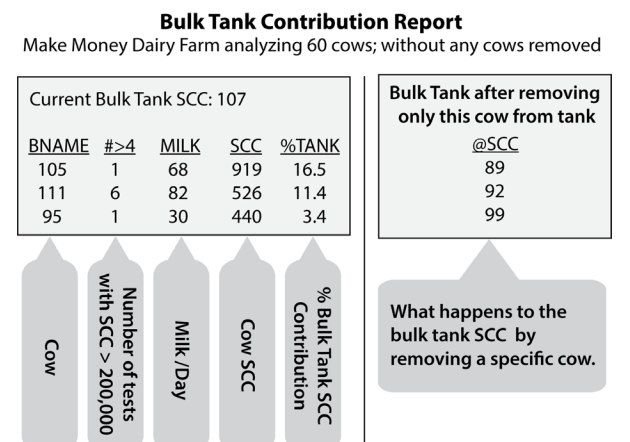 Bulk Tank Contribution Report
Make Money Dairy Farm analyzing 60 cows; without any cows removed
Current Bulk Tank SCC: 107
BNAME #>4 MILK SCC %TANK
105 1 68 919 16.5
111 6 82 526 11.4
95 1 30 440 3.4
Bulk Tank after removing
only this cow from tank
@SCC
89
92
99
Cow
Number of tests
with SCC > 200,000
Milk /Day
Cow SCC
% Bulk Tank SCC
Contribution
What happens to the
bulk tank SCC by
removing a specific cow.